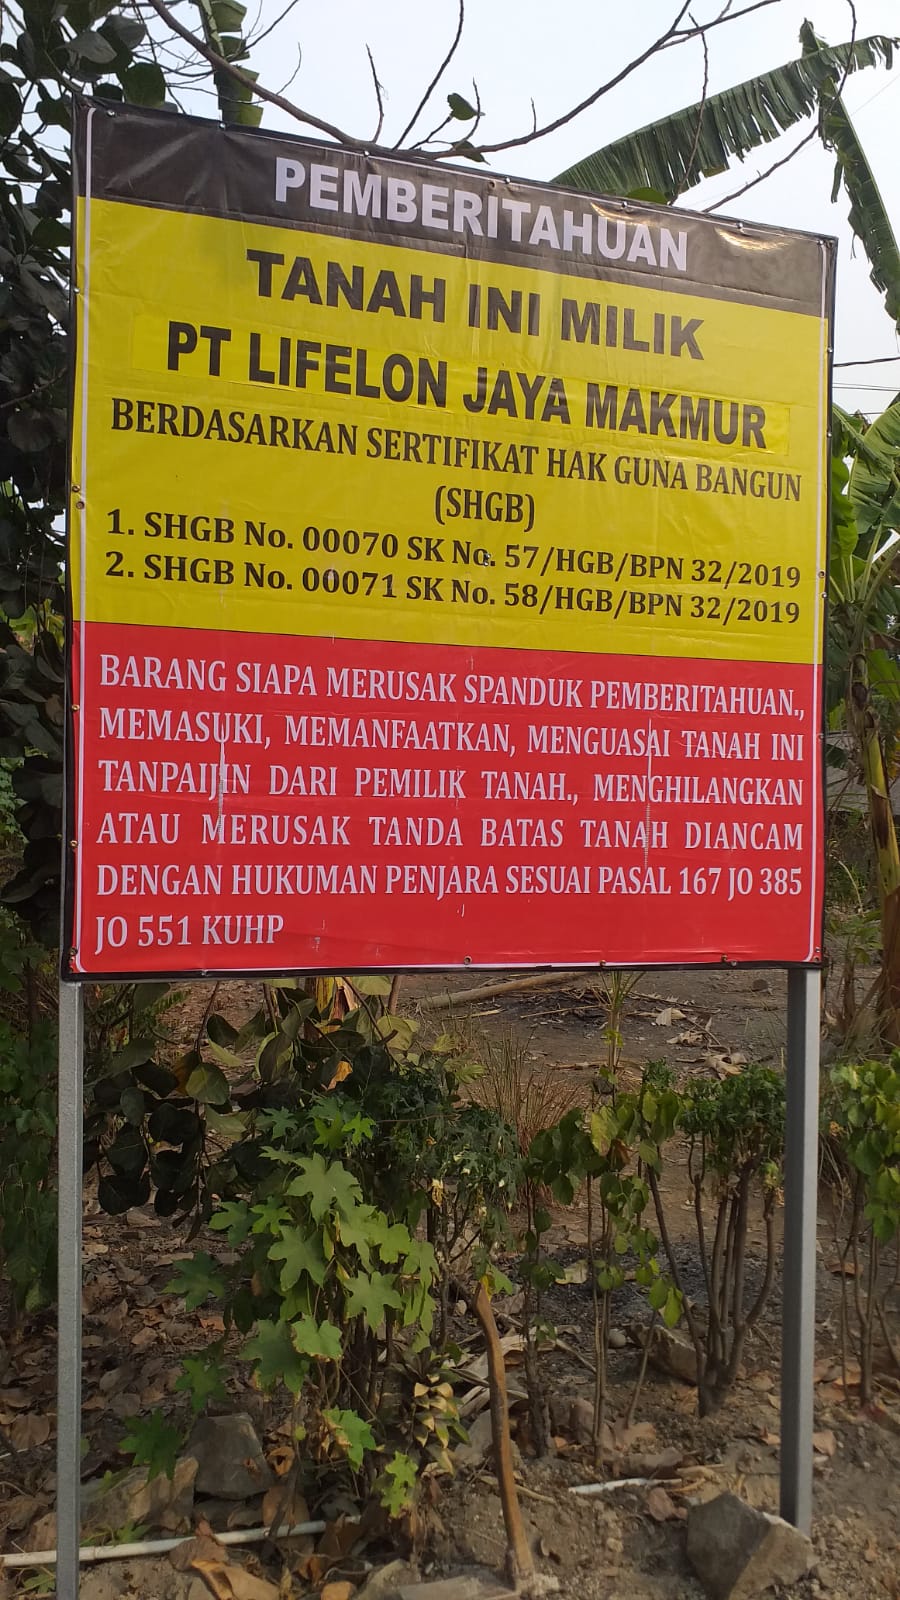 PEMBERITAHUAN
TANAH INI MILIK
PT LIFELON JAYA MAKMUR
BERDASARKAN SERTIFIKAT HAK GUNA BANGUN
(SHGB)
1. SHGB No. 00070 SK No. 57/HGB/BPN 32/2019
2. SHGB No. 00071 SK No. 58/HGB/BPN 32/2019
BARANG SIAPA MERUSAK SPANDUK PEMBERITAHUAN.,
MEMASUKI, MEMANFAATKAN, MENGUASAI TANAH INI
TANPAIJIN DARI PEMILIK TANAH., MENGHILANGKAN
ATAU MERUSAK TANDA BATAS TANAH DIANCAM
DENGAN HUKUMAN PENJARA SESUAI PASAL 167 JO 385
JO 551 KUHP